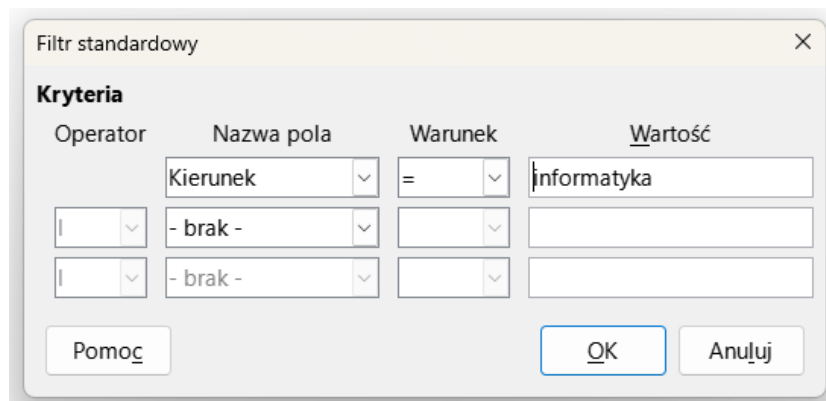 Filtr standardowy
Kryteria
Operator Nazwa pola Warunek Wartość
Kierunek = informatyka
I - brak -
I - brak -
Pomoc OK Anuluj